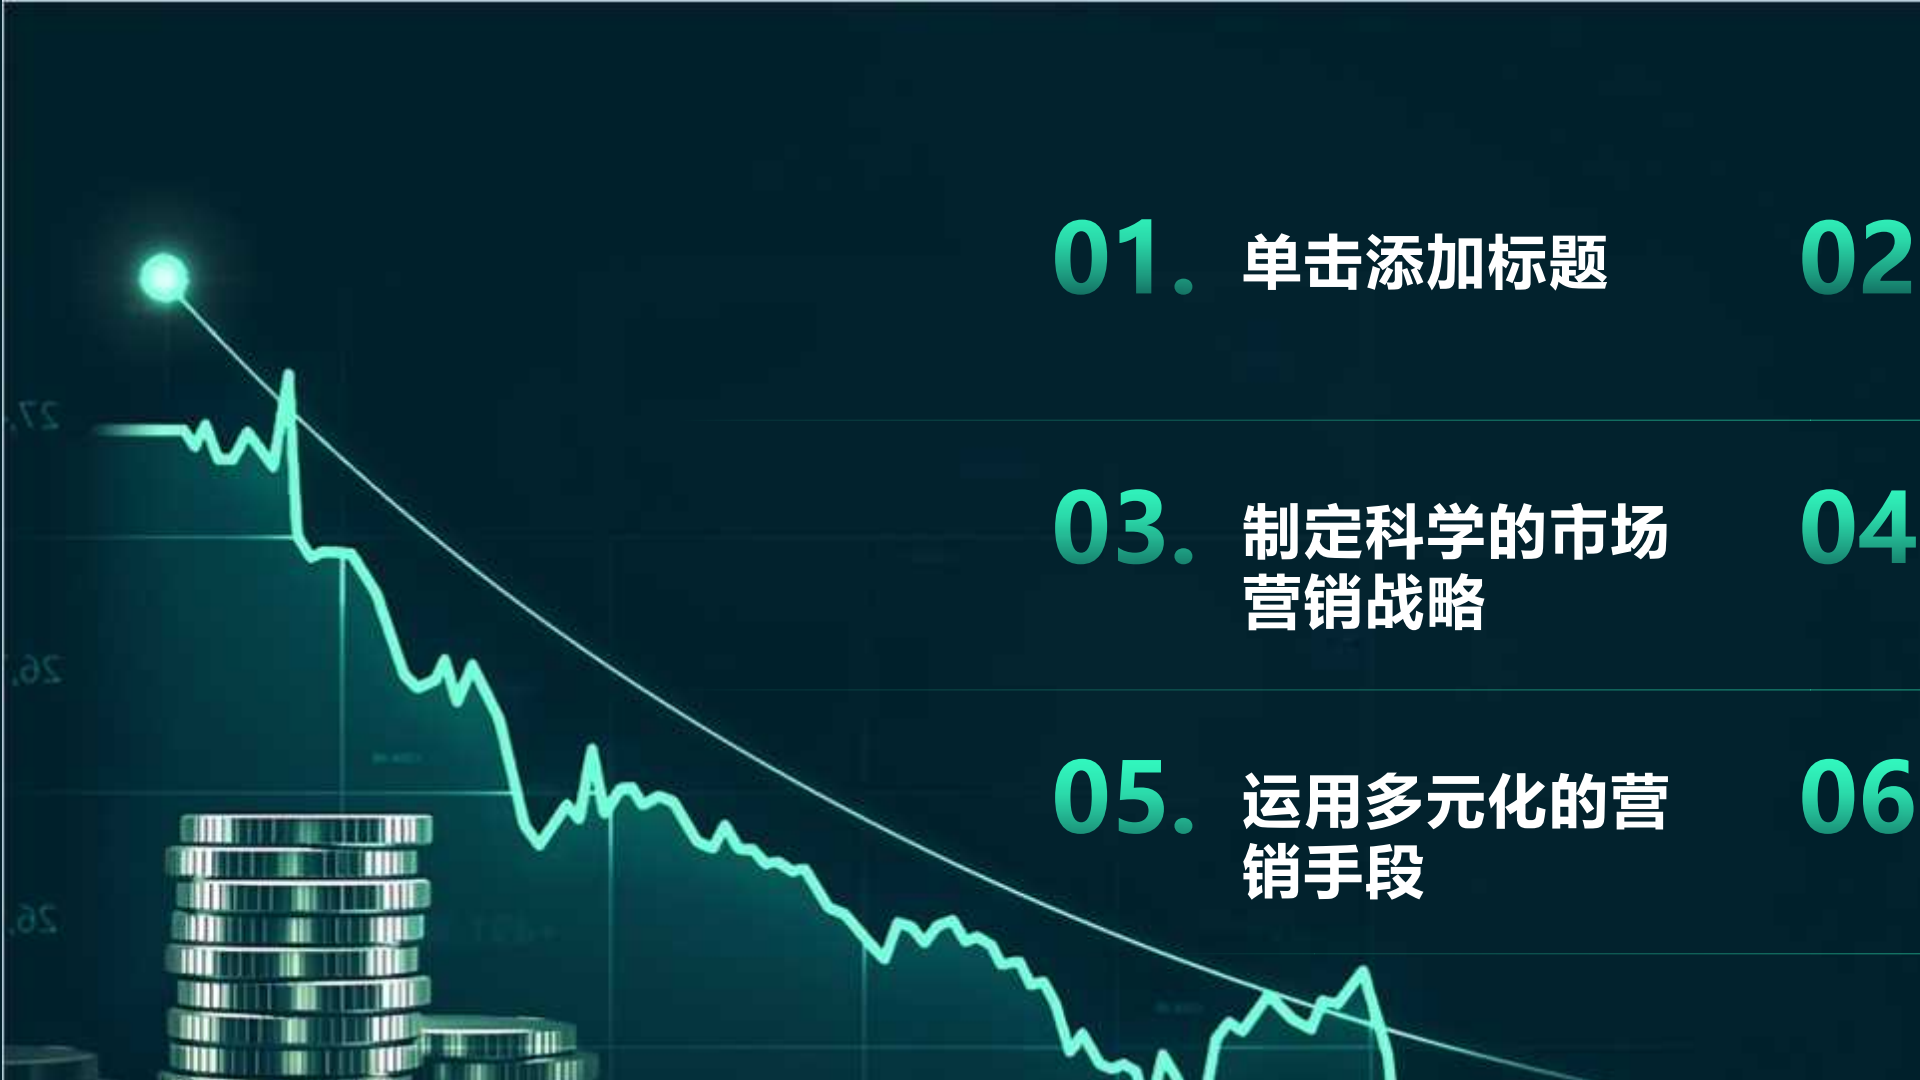 01. 单击添加标题 02
03. 制定科学的市场 04
营销战略
05. 运用多元化的营 06
销手段